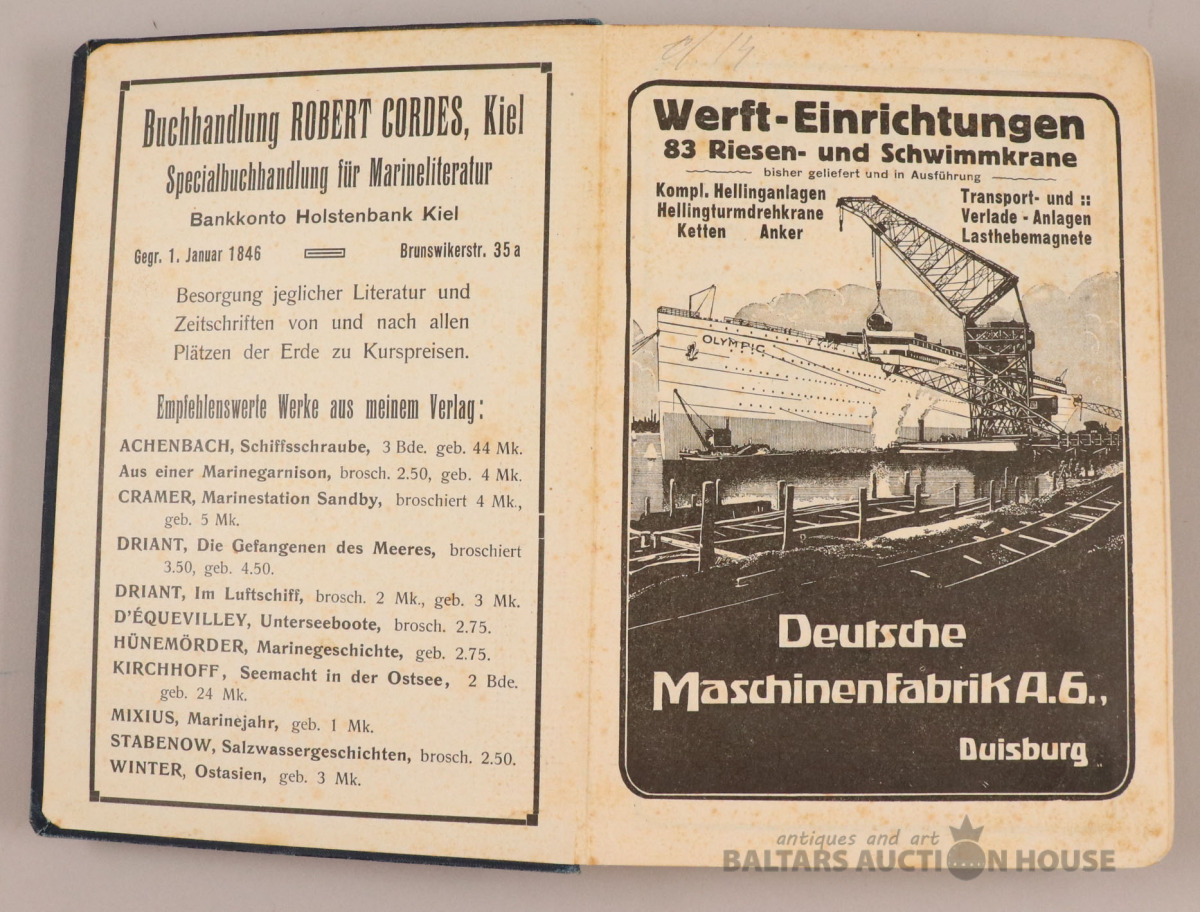 Buchhandlung ROBERT CORDES, Kiel
Specialbuchhandlung für Marineliteratur
Bankkonto Holstenbank Kiel
Gegr. 1. Januar 1846 Brunswikerstr. 35 a
Besorgung jeglicher Literatur und
Zeitschriften von und nach allen
Plätzen der Erde zu Kurspreisen.
Empfehlenswerte Werke aus meinem Verlag:
ACHENBACH, Schiffsschraube, 3 Bde. geb. 44 Mk.
Aus einer Marinegarnison, brosch. 2.50, geb. 4 Mk.
CRAMER, Marinestation Sandby, broschiert 4 Mk.,
geb. 5 Mk.
DRIANT, Die Gefangenen des Meeres, broschiert
3.50, geb. 4.50.
DRIANT, Im Luftschiff, brosch. 2 Mk., geb. 3 Mk.
D'ÉQUEVILLEY, Unterseeboote, brosch. 2.75.
HÜNEMÖRDER, Marinegeschichte, geb. 2.75.
KIRCHHOFF, Seemacht in der Ostsee, 2 Bde.
geb. 24 Mk.
MIXIUS, Marinejahr, geb. 1 Mk.
STABENOW, Salzwassergeschichten, brosch. 2.50.
WINTER, Ostasien, geb. 3 Mk.
Werft-Einrichtungen
83 Riesen- und Schwimmkrane
bisher geliefert und in Ausführung
Kompl. Hellinganlagen
Hellingturmdrehkrane
Ketten Anker
Transport- und ::
Verlade - Anlagen
Lasthebemagnete
OLYMPIC
Deutsche
Maschinenfabrik A.G.,
Duisburg
antiques and art
BALTARS AUCTION HOUSE